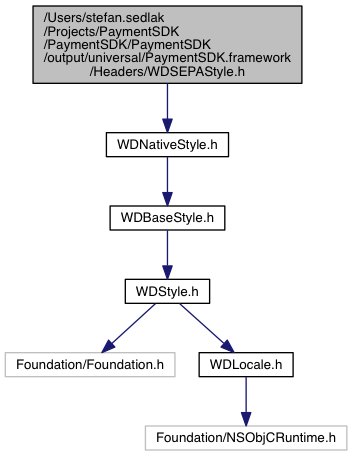 /Users/stefan.sedlak
/Projects/PaymentSDK
/PaymentSDK/PaymentSDK
/output/universal/PaymentSDK.framework
/Headers/WDSEPAStyle.h
WDNativeStyle.h
WDBaseStyle.h
WDStyle.h
Foundation/Foundation.h
WDLocale.h
Foundation/NSObjCRuntime.h